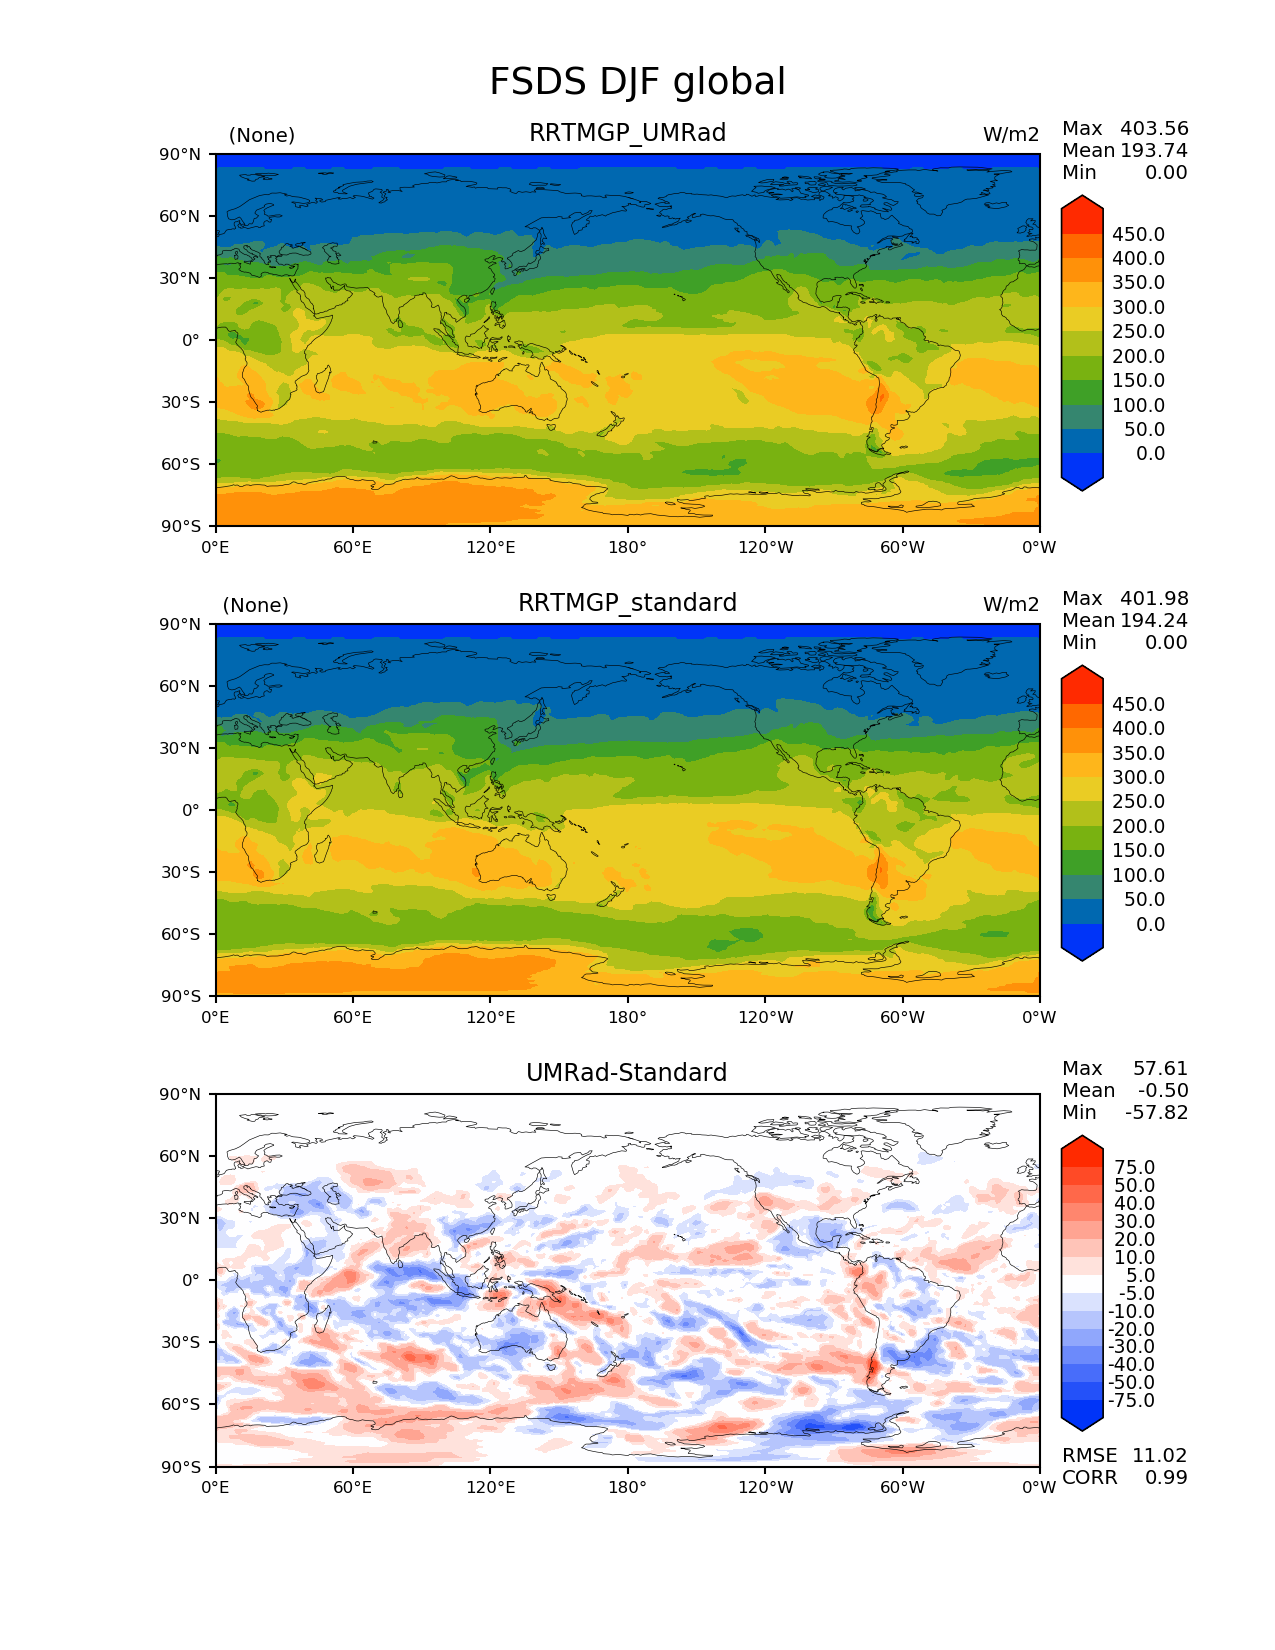 FSDS DJF global
(None) RRTMGP_UMRad W/m2
Max 403.56
Mean 193.74
Min 0.00
90°N
60°N
30°N
0°
30°S
60°S
90°S
0°E 60°E 120°E 180° 120°W 60°W 0°W
450.0
400.0
350.0
300.0
250.0
200.0
150.0
100.0
50.0
0.0
(None) RRTMGP_standard W/m2
Max 401.98
Mean 194.24
Min 0.00
90°N
60°N
30°N
0°
30°S
60°S
90°S
0°E 60°E 120°E 180° 120°W 60°W 0°W
450.0
400.0
350.0
300.0
250.0
200.0
150.0
100.0
50.0
0.0
UMRad-Standard
Max 57.61
Mean -0.50
Min -57.82
90°N
60°N
30°N
0°
30°S
60°S
90°S
0°E 60°E 120°E 180° 120°W 60°W 0°W
75.0
50.0
40.0
30.0
20.0
10.0
5.0
-5.0
-10.0
-20.0
-30.0
-40.0
-50.0
-75.0
RMSE 11.02
CORR 0.99